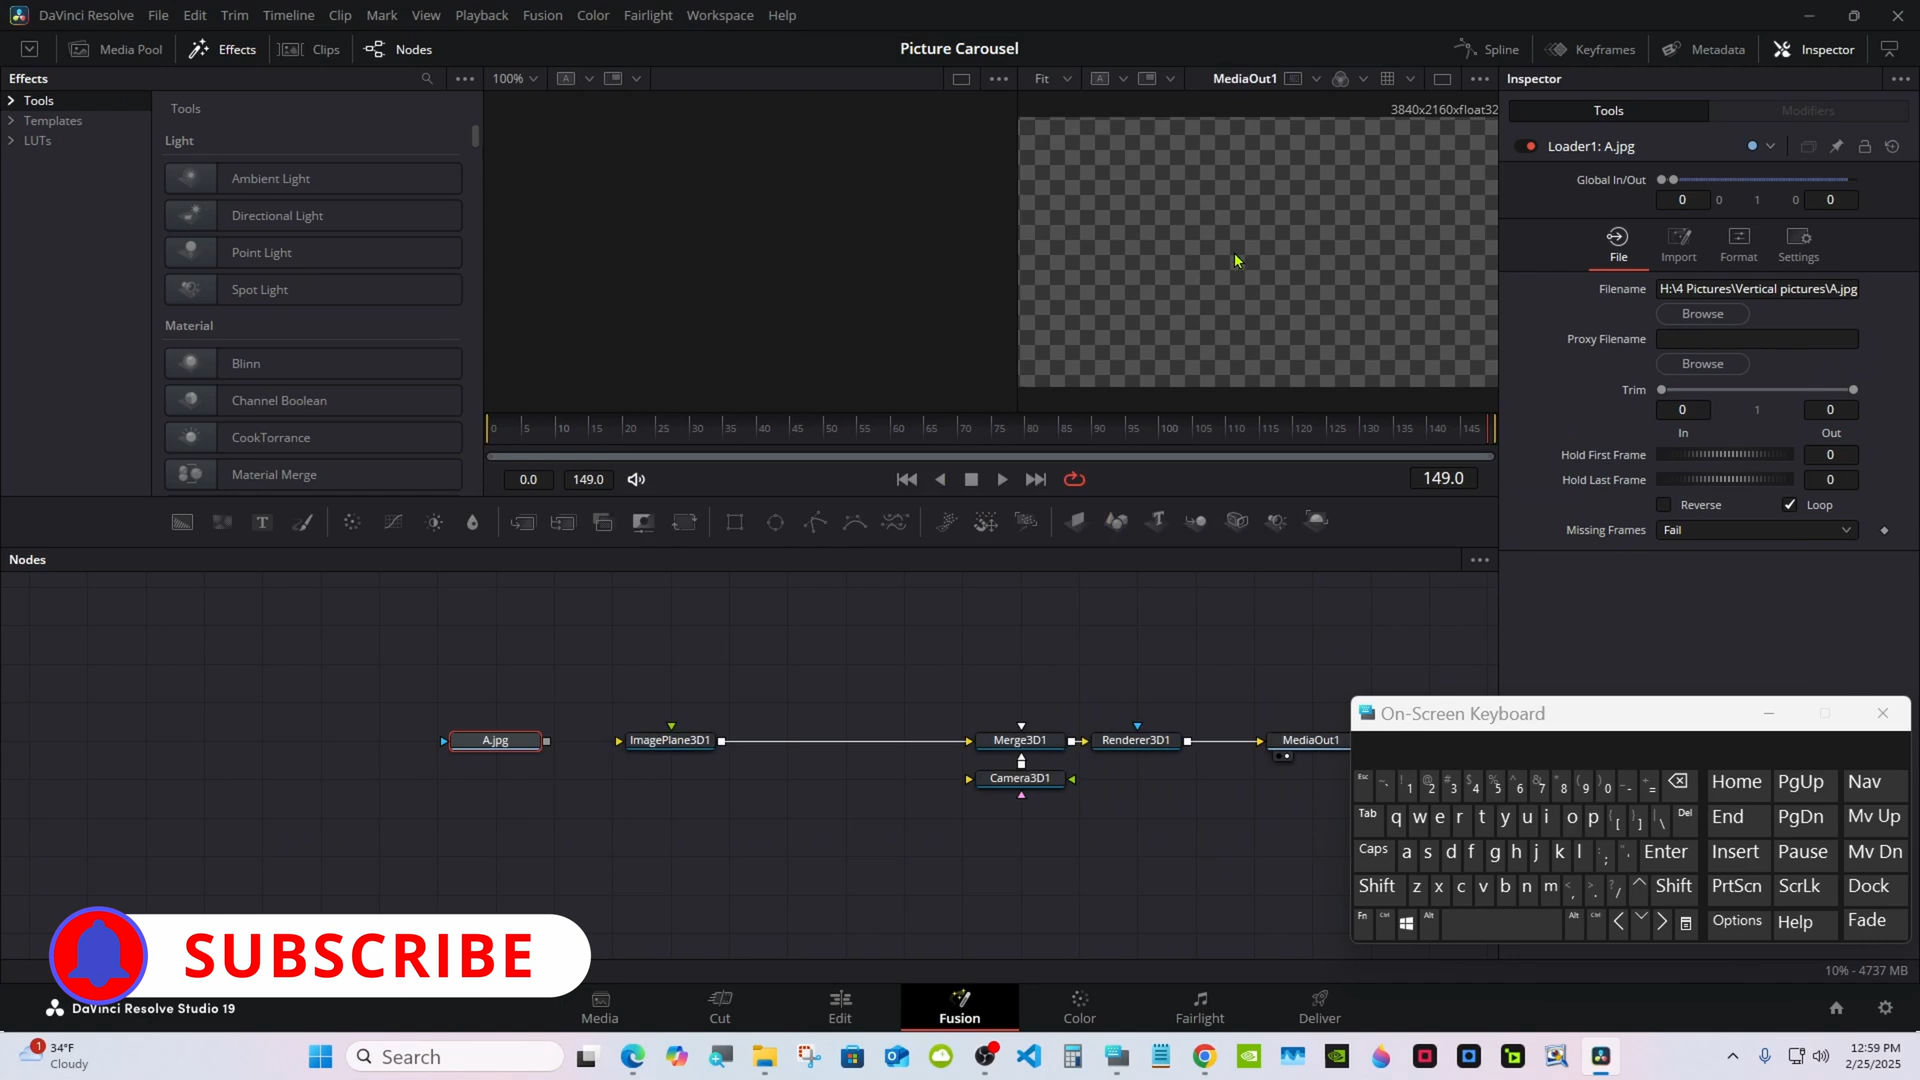 DaVinci Resolve File Edit Trim Timeline Clip Mark View Playback Fusion Color Fairlight Workspace Help
Media Pool Effects Clips Nodes Picture Carousel Spline Keyframes Metadata Inspector
Effects 100% A Fit A MediaOut1 Inspector
Tools
Templates
LUTs
Tools
Light
Ambient Light
Directional Light
Point Light
Spot Light
Material
Blinn
Channel Boolean
CookTorrance
Material Merge
3840x2160xfloat32
0 5 10 15 20 25 30 35 40 45 50 55 60 65 70 75 80 85 90 95 100 105 110 115 120 125 130 135 140 145
0.0 149.0 149.0
Tools Modifiers
Loader1: A.jpg
Global In/Out
0 0 1 0 0
File Import Format Settings
Filename H:\4 Pictures\Vertical pictures\A.jpg
Browse
Proxy Filename
Browse
Trim
0 1 0
In Out
Hold First Frame 0
Hold Last Frame 0
Reverse Loop
Missing Frames Fail
T T
Nodes
A.jpg ImagePlane3D1 Merge3D1 Renderer3D1 MediaOut1
Camera3D1
On-Screen Keyboard
Esc ~ ` ! 1 @ 2 # 3 $ 4 % 5 ^ 6 & 7 * 8 ( 9 ) 0 _ - + = Home PgUp Nav
Tab q w e r t y u i o p { [ } ] | \ Del End PgDn Mv Up
Caps a s d f g h j k l : ; " ' Enter Insert Pause Mv Dn
Shift z x c v b n m < , > . ? / Shift PrtScn ScrLk Dock
Fn Ctrl Alt Alt Ctrl Options Help Fade
SUBSCRIBE
10% - 4737 MB
DaVinci Resolve Studio 19
Media Cut Edit Fusion Color Fairlight Deliver
1 34°F
Cloudy
Search
12:59 PM
2/25/2025